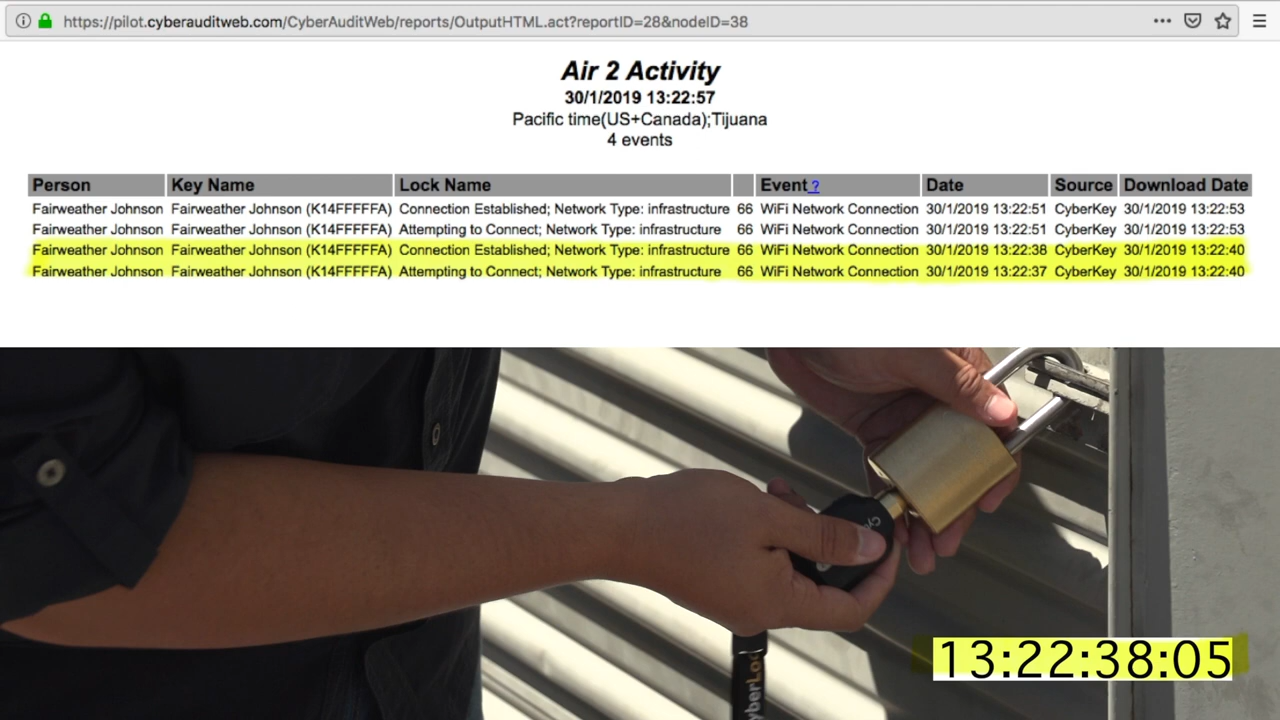 https://pilot.cyberauditweb.com/CyberAuditWeb/reports/OutputHTML.act?reportID=28&nodeID=38
Air 2 Activity
30/1/2019 13:22:57
Pacific time(US+Canada);Tijuana
4 events
Person Key Name Lock Name Event ? Date Source Download Date
Fairweather Johnson Fairweather Johnson (K14FFFFFA) Connection Established; Network Type: infrastructure 66 WiFi Network Connection 30/1/2019 13:22:51 CyberKey 30/1/2019 13:22:53
Fairweather Johnson Fairweather Johnson (K14FFFFFA) Attempting to Connect; Network Type: infrastructure 66 WiFi Network Connection 30/1/2019 13:22:51 CyberKey 30/1/2019 13:22:53
Fairweather Johnson Fairweather Johnson (K14FFFFFA) Connection Established; Network Type: infrastructure 66 WiFi Network Connection 30/1/2019 13:22:38 CyberKey 30/1/2019 13:22:40
Fairweather Johnson Fairweather Johnson (K14FFFFFA) Attempting to Connect; Network Type: infrastructure 66 WiFi Network Connection 30/1/2019 13:22:37 CyberKey 30/1/2019 13:22:40
13:22:38:05